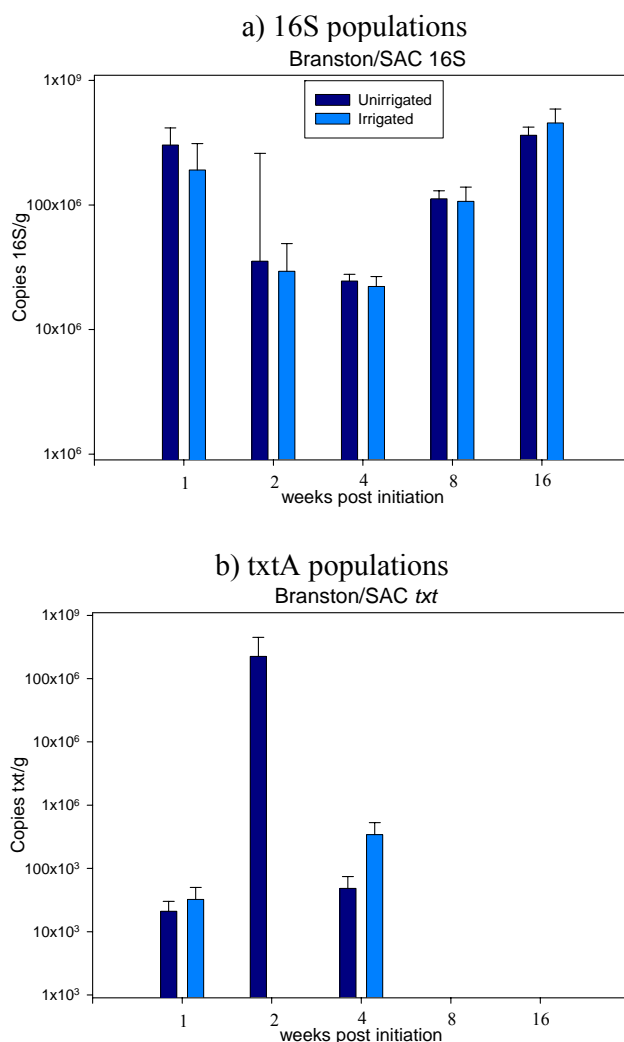 a) 16S populations
Branston/SAC 16S
1x10⁹
Unirrigated
Irrigated
100x10⁶
Copies 16S/g
10x10⁶
1x10⁶
1 2 4 8 16
weeks post initiation
b) txtA populations
Branston/SAC txt
1x10⁹
100x10⁶
10x10⁶
Copies txt/g
1x10⁶
100x10³
10x10³
1x10³
1 2 4 8 16
weeks post initiation